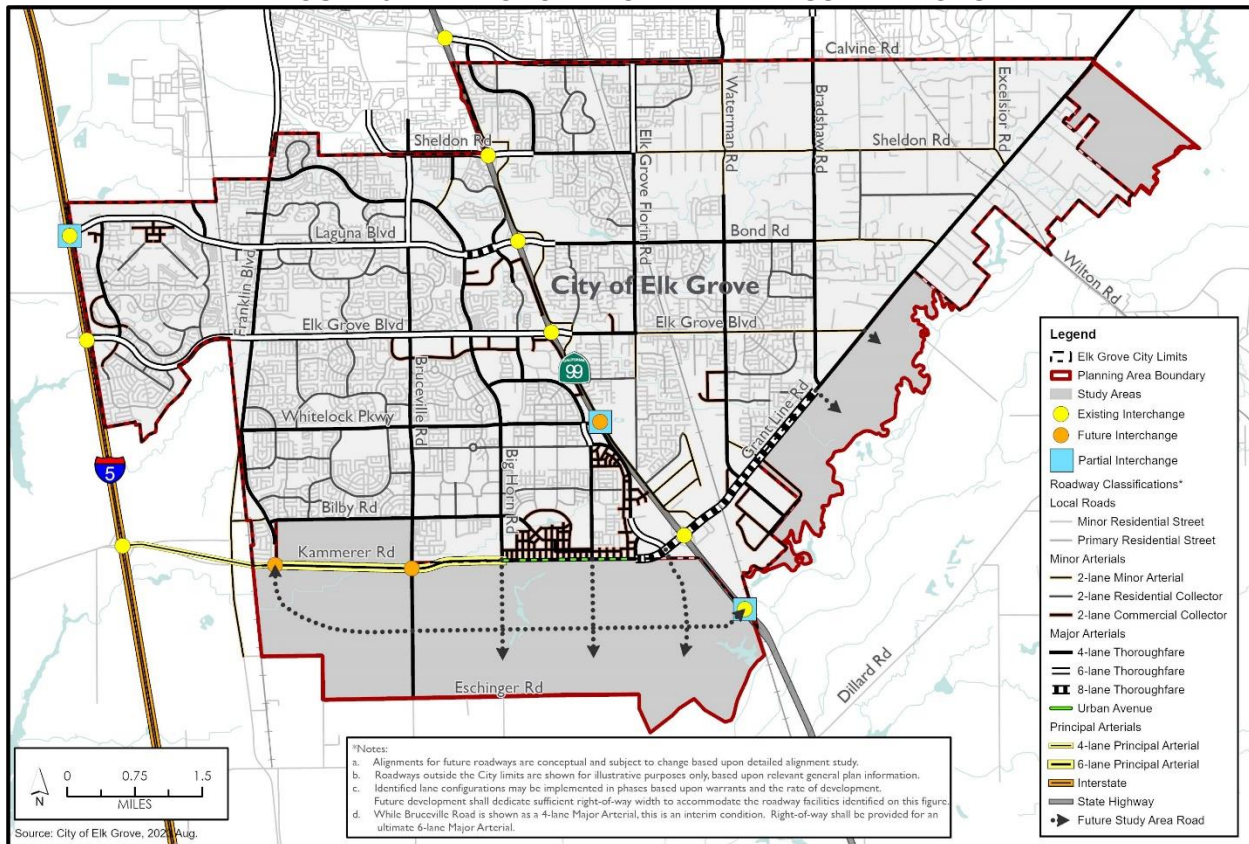 Calvine Rd
Excelsior Rd
Waterman Rd
Bradshaw Rd
Elk Grove Florin Rd
Sheldon Rd
Sheldon Rd
Laguna Blvd
Franklin Blvd
Bond Rd
Wilton Rd
City of Elk Grove
Elk Grove Blvd
Elk Grove Blvd
CALIFORNIA
99
Bruceville Rd
Whitelock Pkwy
Grant Line Rd
Big Horn Rd
5
Bilby Rd
Kammerer Rd
Eschinger Rd
Dillard Rd
Legend
Elk Grove City Limits
Planning Area Boundary
Study Areas
Existing Interchange
Future Interchange
Partial Interchange
Roadway Classifications*
Local Roads
Minor Residential Street
Primary Residential Street
Minor Arterials
2-lane Minor Arterial
2-lane Residential Collector
2-lane Commercial Collector
Major Arterials
4-lane Thoroughfare
6-lane Thoroughfare
8-lane Thoroughfare
Urban Avenue
Principal Arterials
4-lane Principal Arterial
6-lane Principal Arterial
Interstate
State Highway
Future Study Area Road
0 0.75 1.5
MILES
N
*Notes:
a. Alignments for future roadways are conceptual and subject to change based upon detailed alignment study.
b. Roadways outside the City limits are shown for illustrative purposes only, based upon relevant general plan information.
c. Identified lane configurations may be implemented in phases based upon warrants and the rate of development.
Future development shall dedicate sufficient right-of-way width to accommodate the roadway facilities identified on this figure.
d. While Bruceville Road is shown as a 4-lane Major Arterial, this is an interim condition. Right-of-way shall be provided for an
ultimate 6-lane Major Arterial.
Source: City of Elk Grove, Aug.